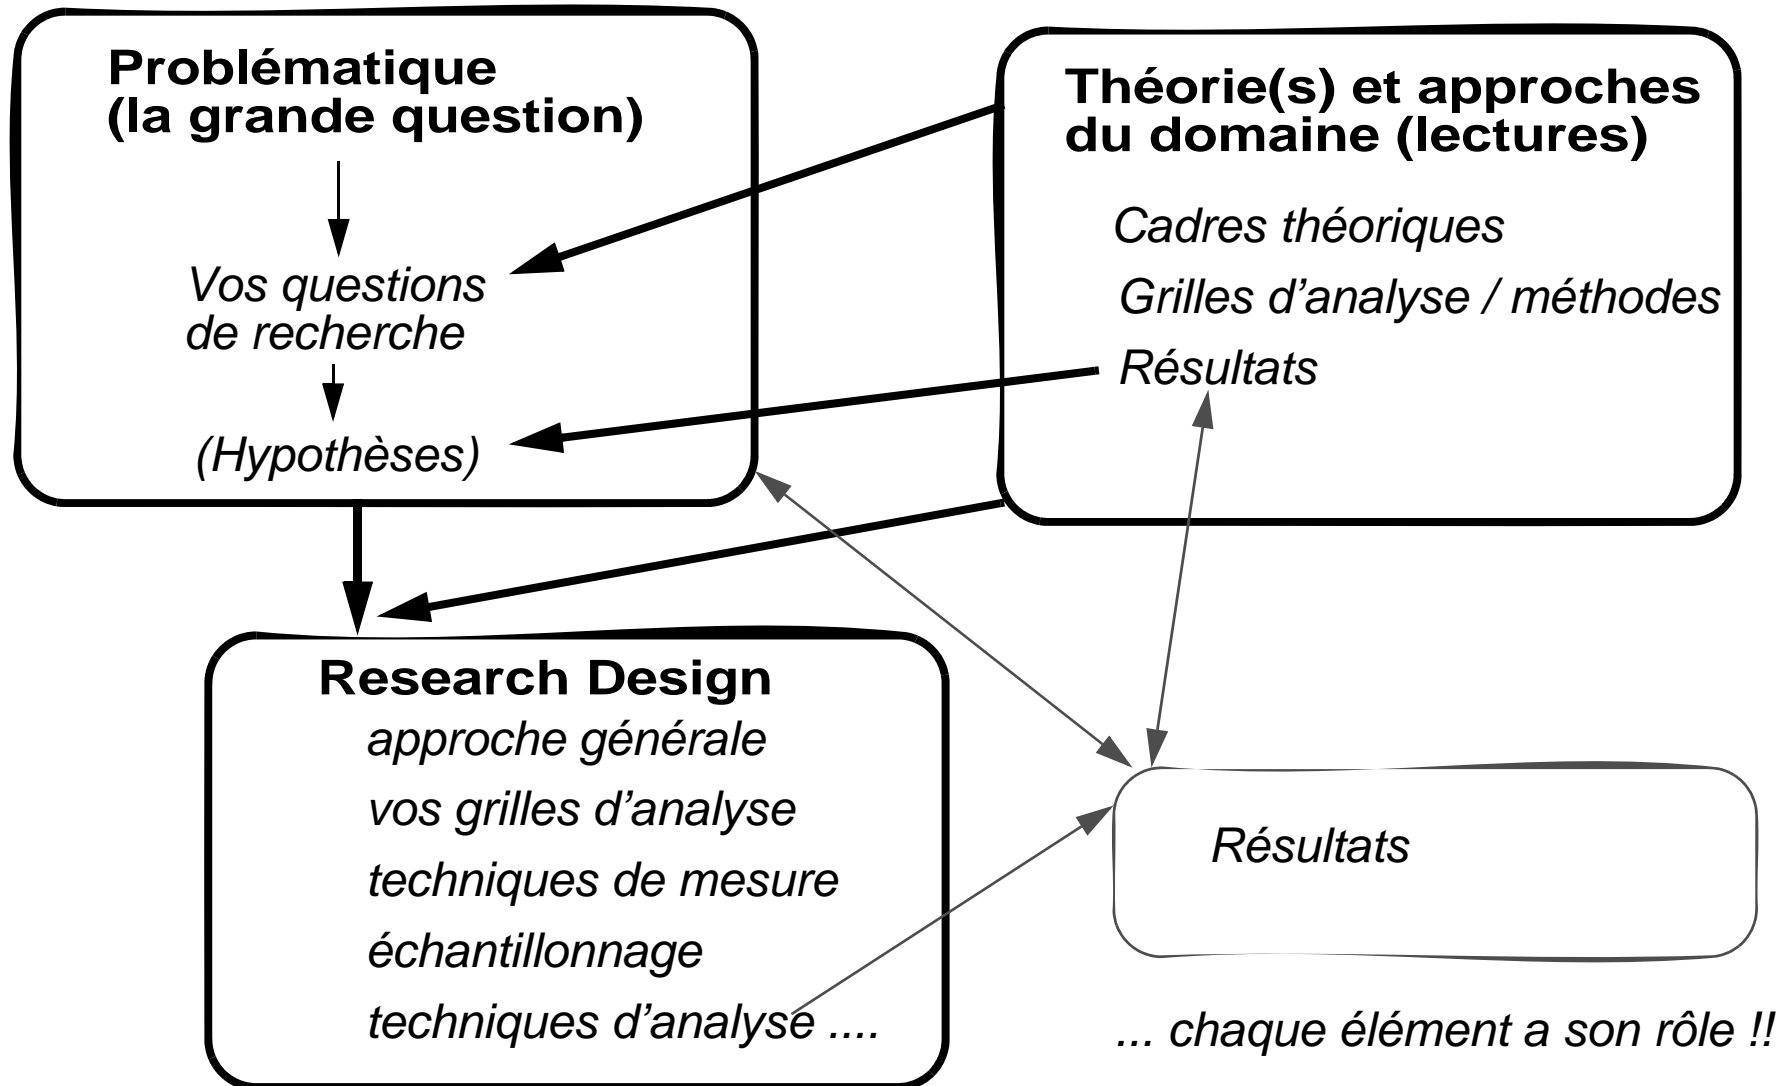 Problématique
(la grande question)
Vos questions
de recherche
(Hypothèses)
Théorie(s) et approches
du domaine (lectures)
Cadres théoriques
Grilles d’analyse / méthodes
Résultats
Research Design
approche générale
vos grilles d’analyse
techniques de mesure
échantillonnage
techniques d’analyse ....
Résultats
... chaque élément a son rôle !!